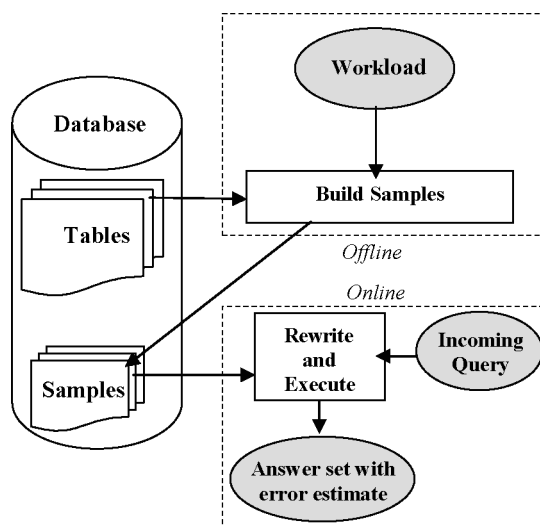 Workload
Database
Build Samples
Tables
Offline
Online
Rewrite
and
Execute
Incoming
Query
Samples
Answer set with
error estimate